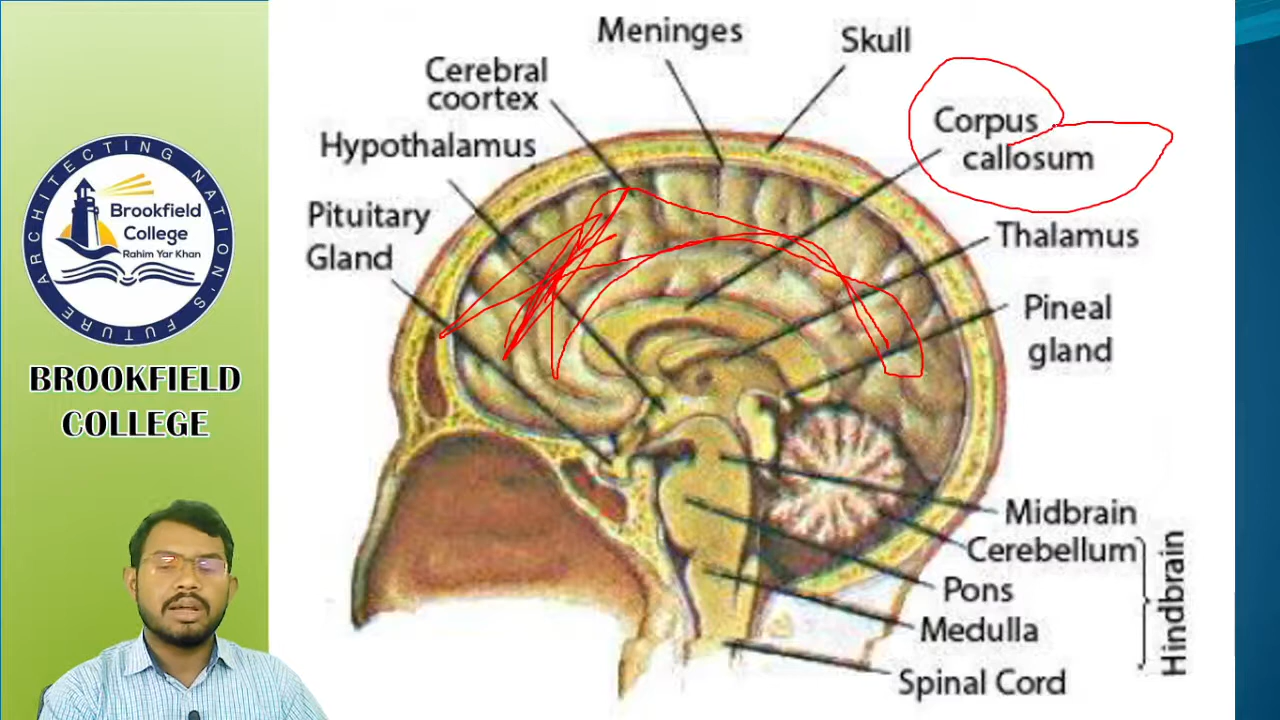 ARCHITECTING NATION'S FUTURE
Brookfield
College
Rahim Yar Khan
BROOKFIELD
COLLEGE
Meninges
Skull
Cerebral
coortex
Corpus
callosum
Hypothalamus
Pituitary
Gland
Thalamus
Pineal
gland
Midbrain
Cerebellum
Pons
Medulla
Spinal Cord
Hindbrain